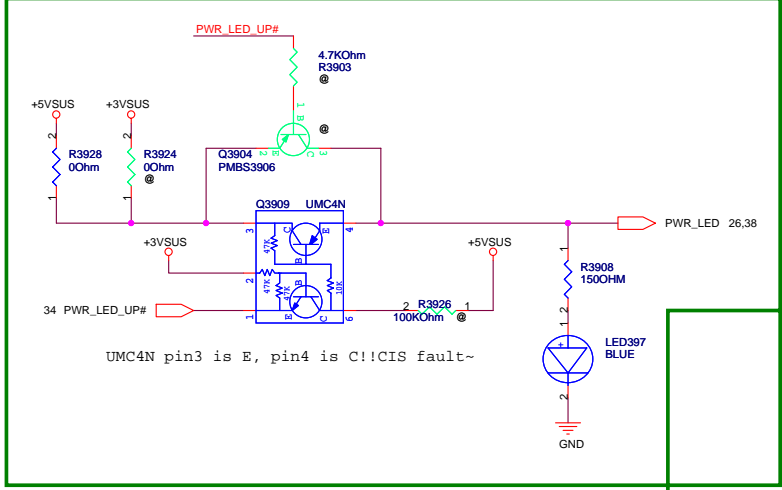 PWR_LED_UP#
4.7KOhm
R3903
@
1
B
@
+5VSUS
+3VSUS
2
2
R3928
0Ohm
R3924
0Ohm
@
Q3904
PMBS3906
2
E
C
3
1
1
Q3909
UMC4N
3
C
E
4
47K
B
+3VSUS
2
47K
47K
B
10K
+5VSUS
PWR_LED 26,38
34 PWR_LED_UP#
1
E
C
6
2
R3926
1
100KOhm
@
1
R3908
150OHM
2
1
+
LED397
BLUE
2
GND
UMC4N pin3 is E, pin4 is C!!CIS fault~